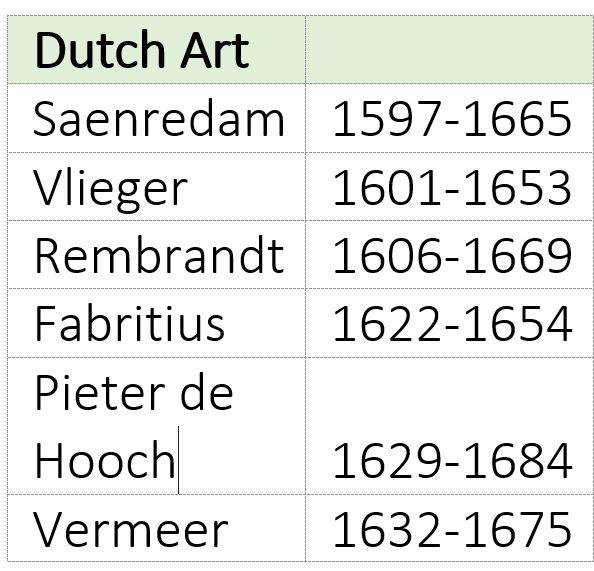 Dutch Art
Saenredam 1597-1665
Vlieger 1601-1653
Rembrandt 1606-1669
Fabritius 1622-1654
Pieter de
Hooch 1629-1684
Vermeer 1632-1675